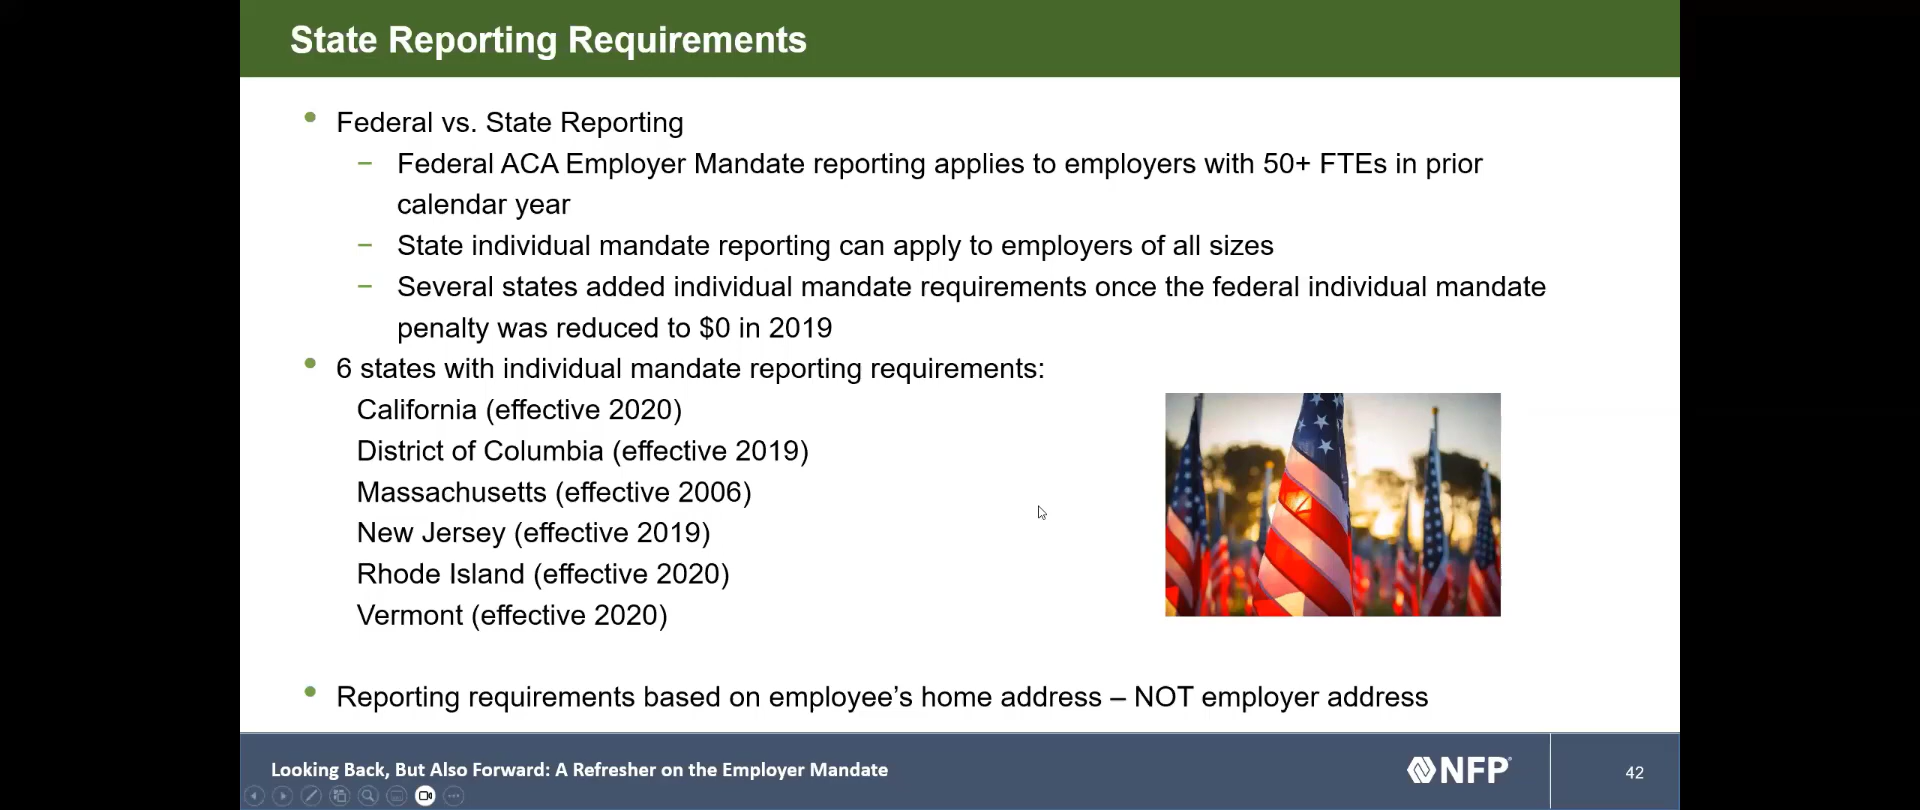 State Reporting Requirements
• Federal vs. State Reporting
– Federal ACA Employer Mandate reporting applies to employers with 50+ FTEs in prior
calendar year
– State individual mandate reporting can apply to employers of all sizes
– Several states added individual mandate requirements once the federal individual mandate
penalty was reduced to $0 in 2019
• 6 states with individual mandate reporting requirements:
California (effective 2020)
District of Columbia (effective 2019)
Massachusetts (effective 2006)
New Jersey (effective 2019)
Rhode Island (effective 2020)
Vermont (effective 2020)
• Reporting requirements based on employee’s home address – NOT employer address
Looking Back, But Also Forward: A Refresher on the Employer Mandate
NFP
42